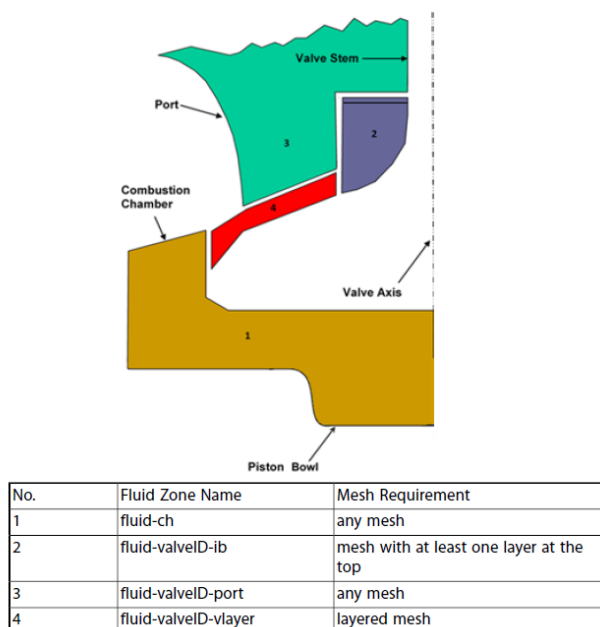 Valve Stem
Port
2
3
Combustion
Chamber
4
Valve Axis
1
Piston Bowl
No. Fluid Zone Name Mesh Requirement
1 fluid-ch any mesh
2 fluid-valveID-ib mesh with at least one layer at the
top
3 fluid-valveID-port any mesh
4 fluid-valveID-vlayer layered mesh